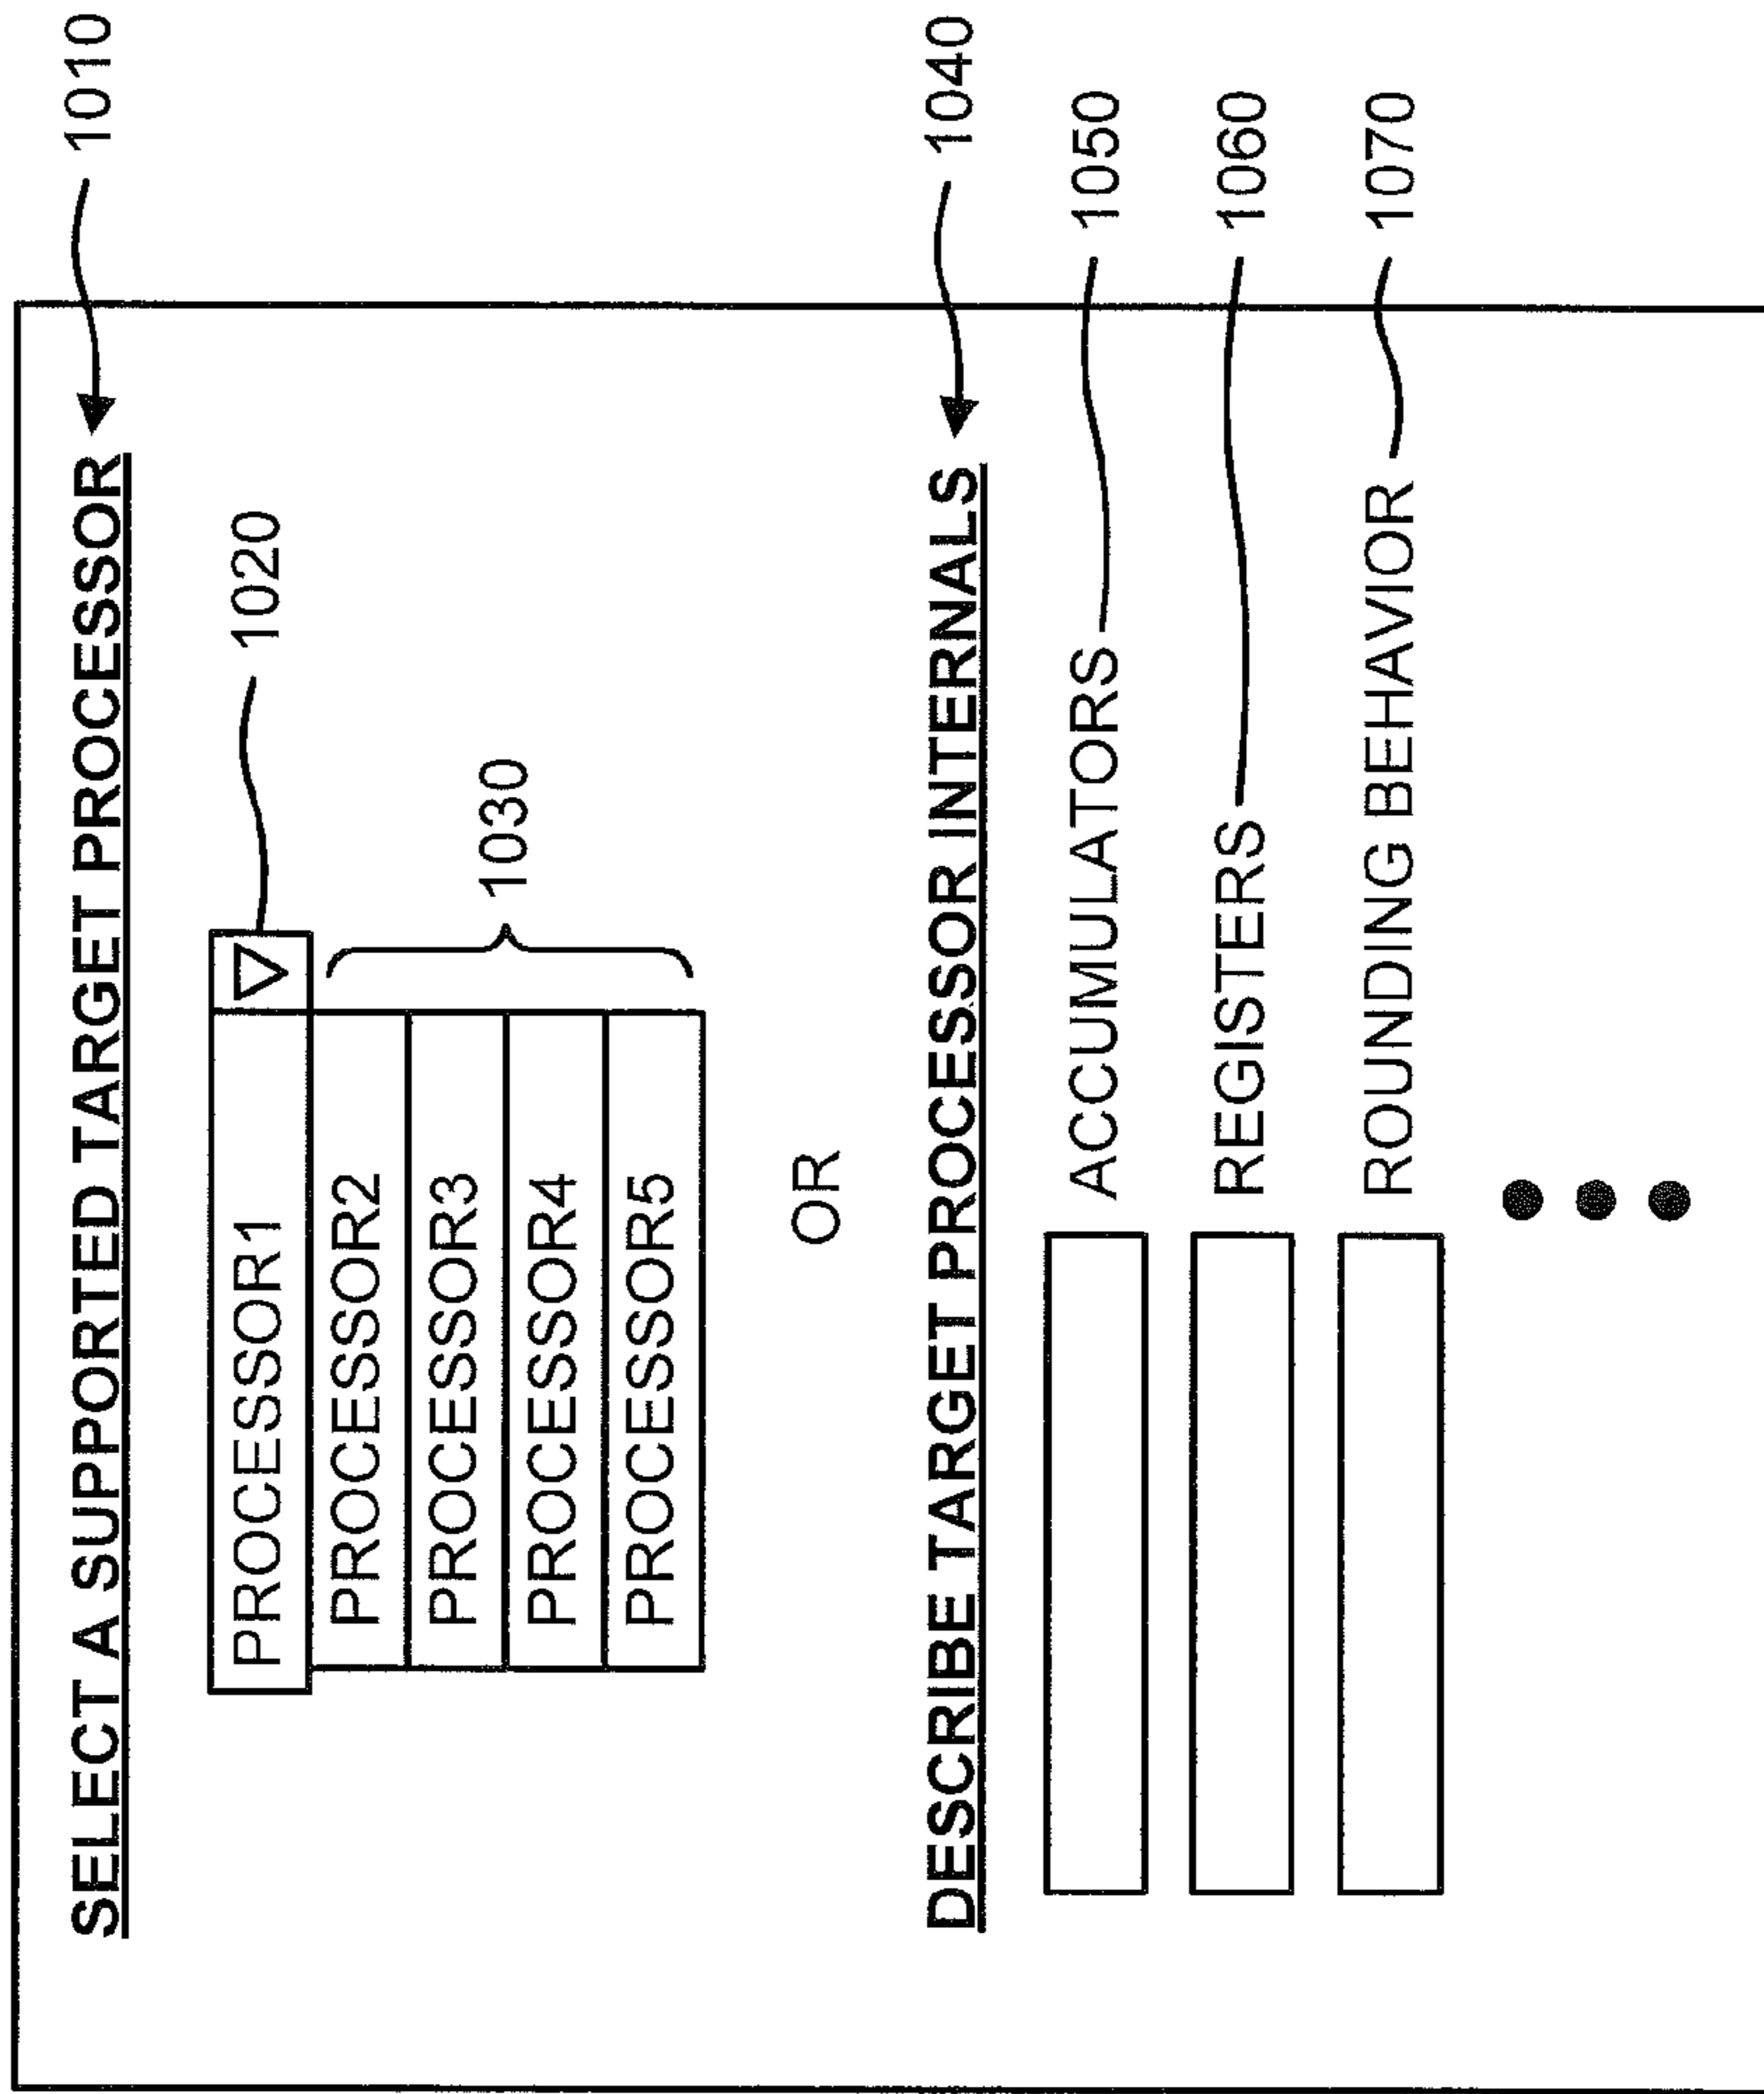 SELECT A SUPPORTED TARGET PROCESSOR 1010
1020
PROCESSOR1
PROCESSOR2
PROCESSOR3
1030
PROCESSOR4
PROCESSOR5
OR
DESCRIBE TARGET PROCESSOR INTERNALS 1040
ACCUMULATORS 1050
REGISTERS 1060
ROUNDING BEHAVIOR 1070